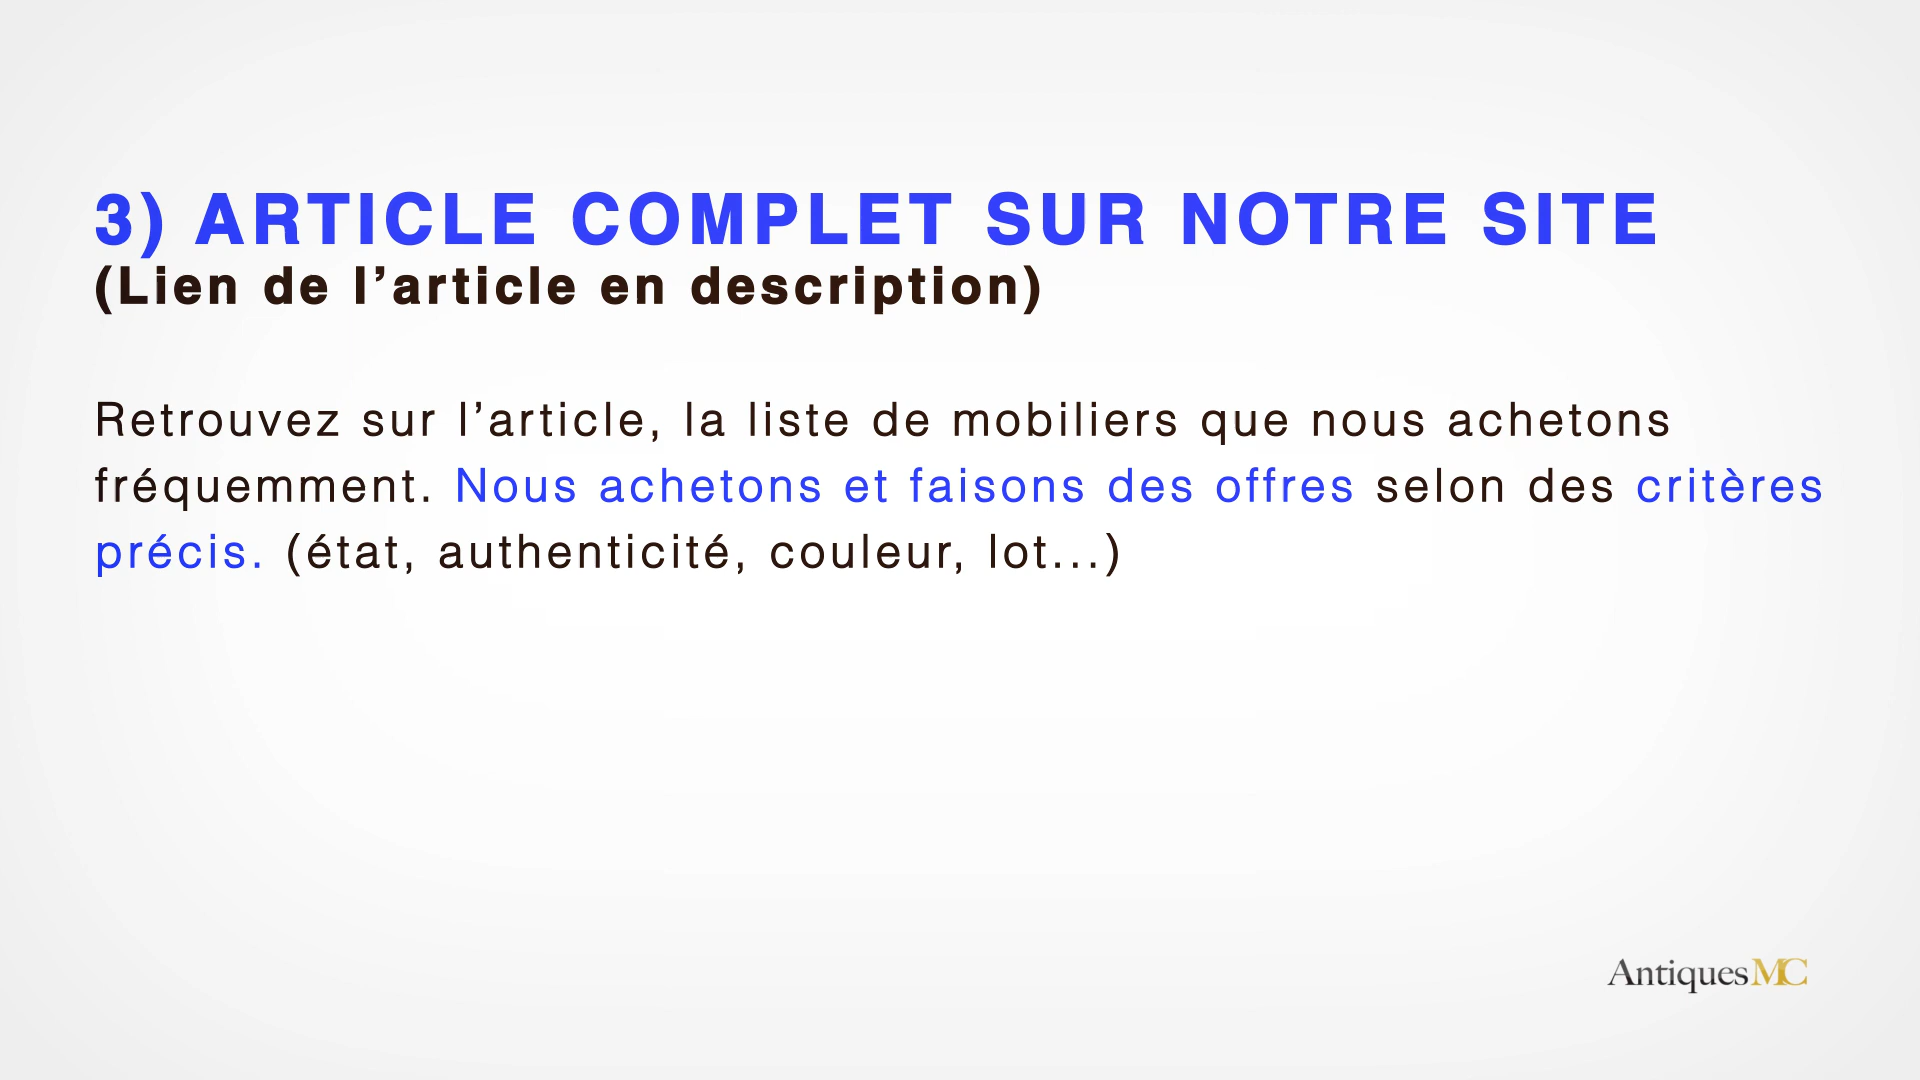 3) ARTICLE COMPLET SUR NOTRE SITE
(Lien de l’article en description)
Retrouvez sur l’article, la liste de mobiliers que nous achetons
fréquemment. Nous achetons et faisons des offres selon des critères
précis. (état, authenticité, couleur, lot...)
AntiquesMC